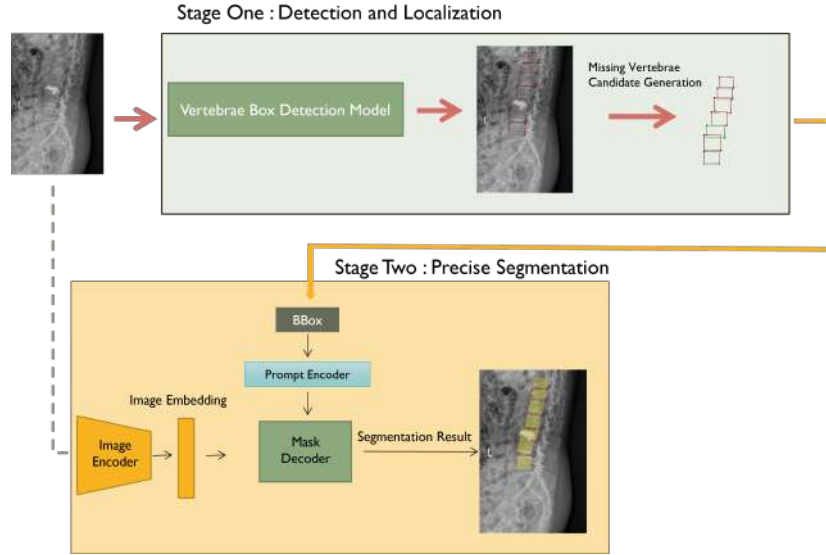 Stage One : Detection and Localization
Vertebrae Box Detection Model
Missing Vertebrae
Candidate Generation
Stage Two : Precise Segmentation
BBox
Prompt Encoder
Image Embedding
Image
Encoder
Mask
Decoder
Segmentation Result
L